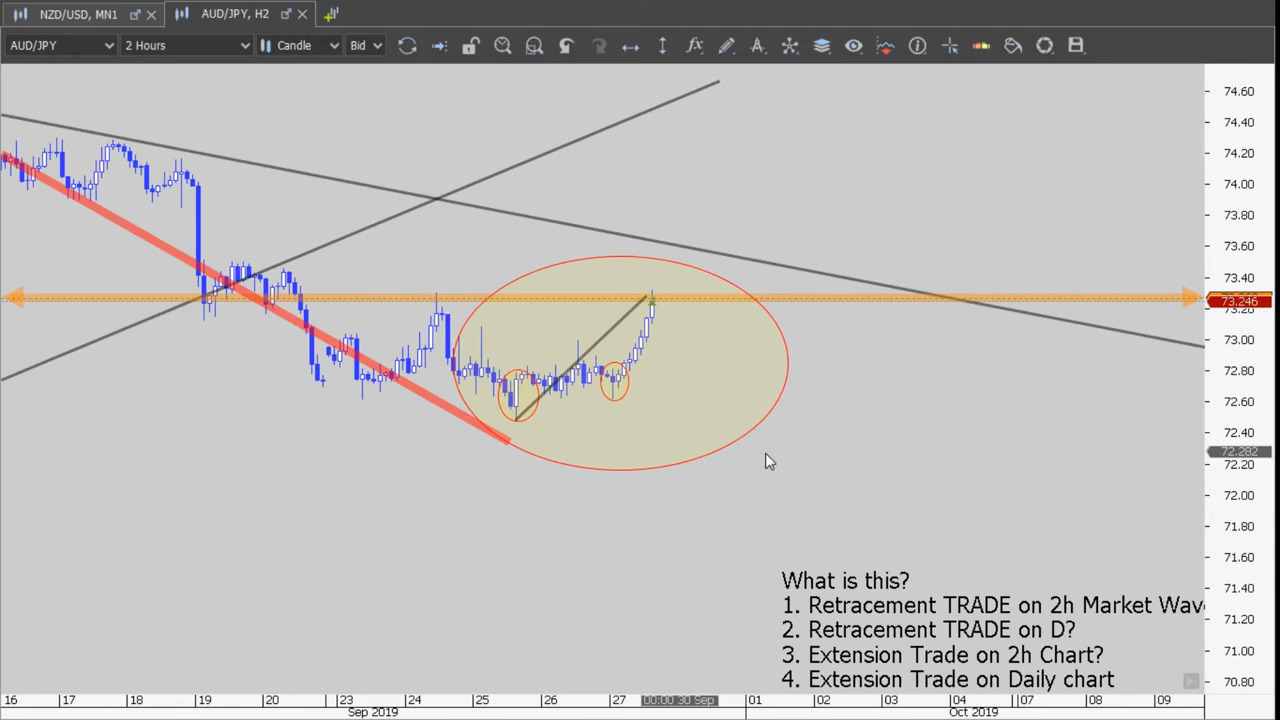 NZD/USD, MN1
AUD/JPY, H2
AUD/JPY
2 Hours
Candle
Bid
74.60
74.40
74.20
74.00
73.80
73.60
73.40
73.246
73.00
72.80
72.60
72.40
72.282
72.20
72.00
71.80
71.60
71.40
71.20
71.00
70.80
What is this?
1. Retracement TRADE on 2h Market Wav
2. Retracement TRADE on D?
3. Extension Trade on 2h Chart?
4. Extension Trade on Daily chart
16 17 18 19 20 23 24 25 26 27 00:00 30 Sep 01 02 03 04 07 08 09
Sep 2019 Oct 2019